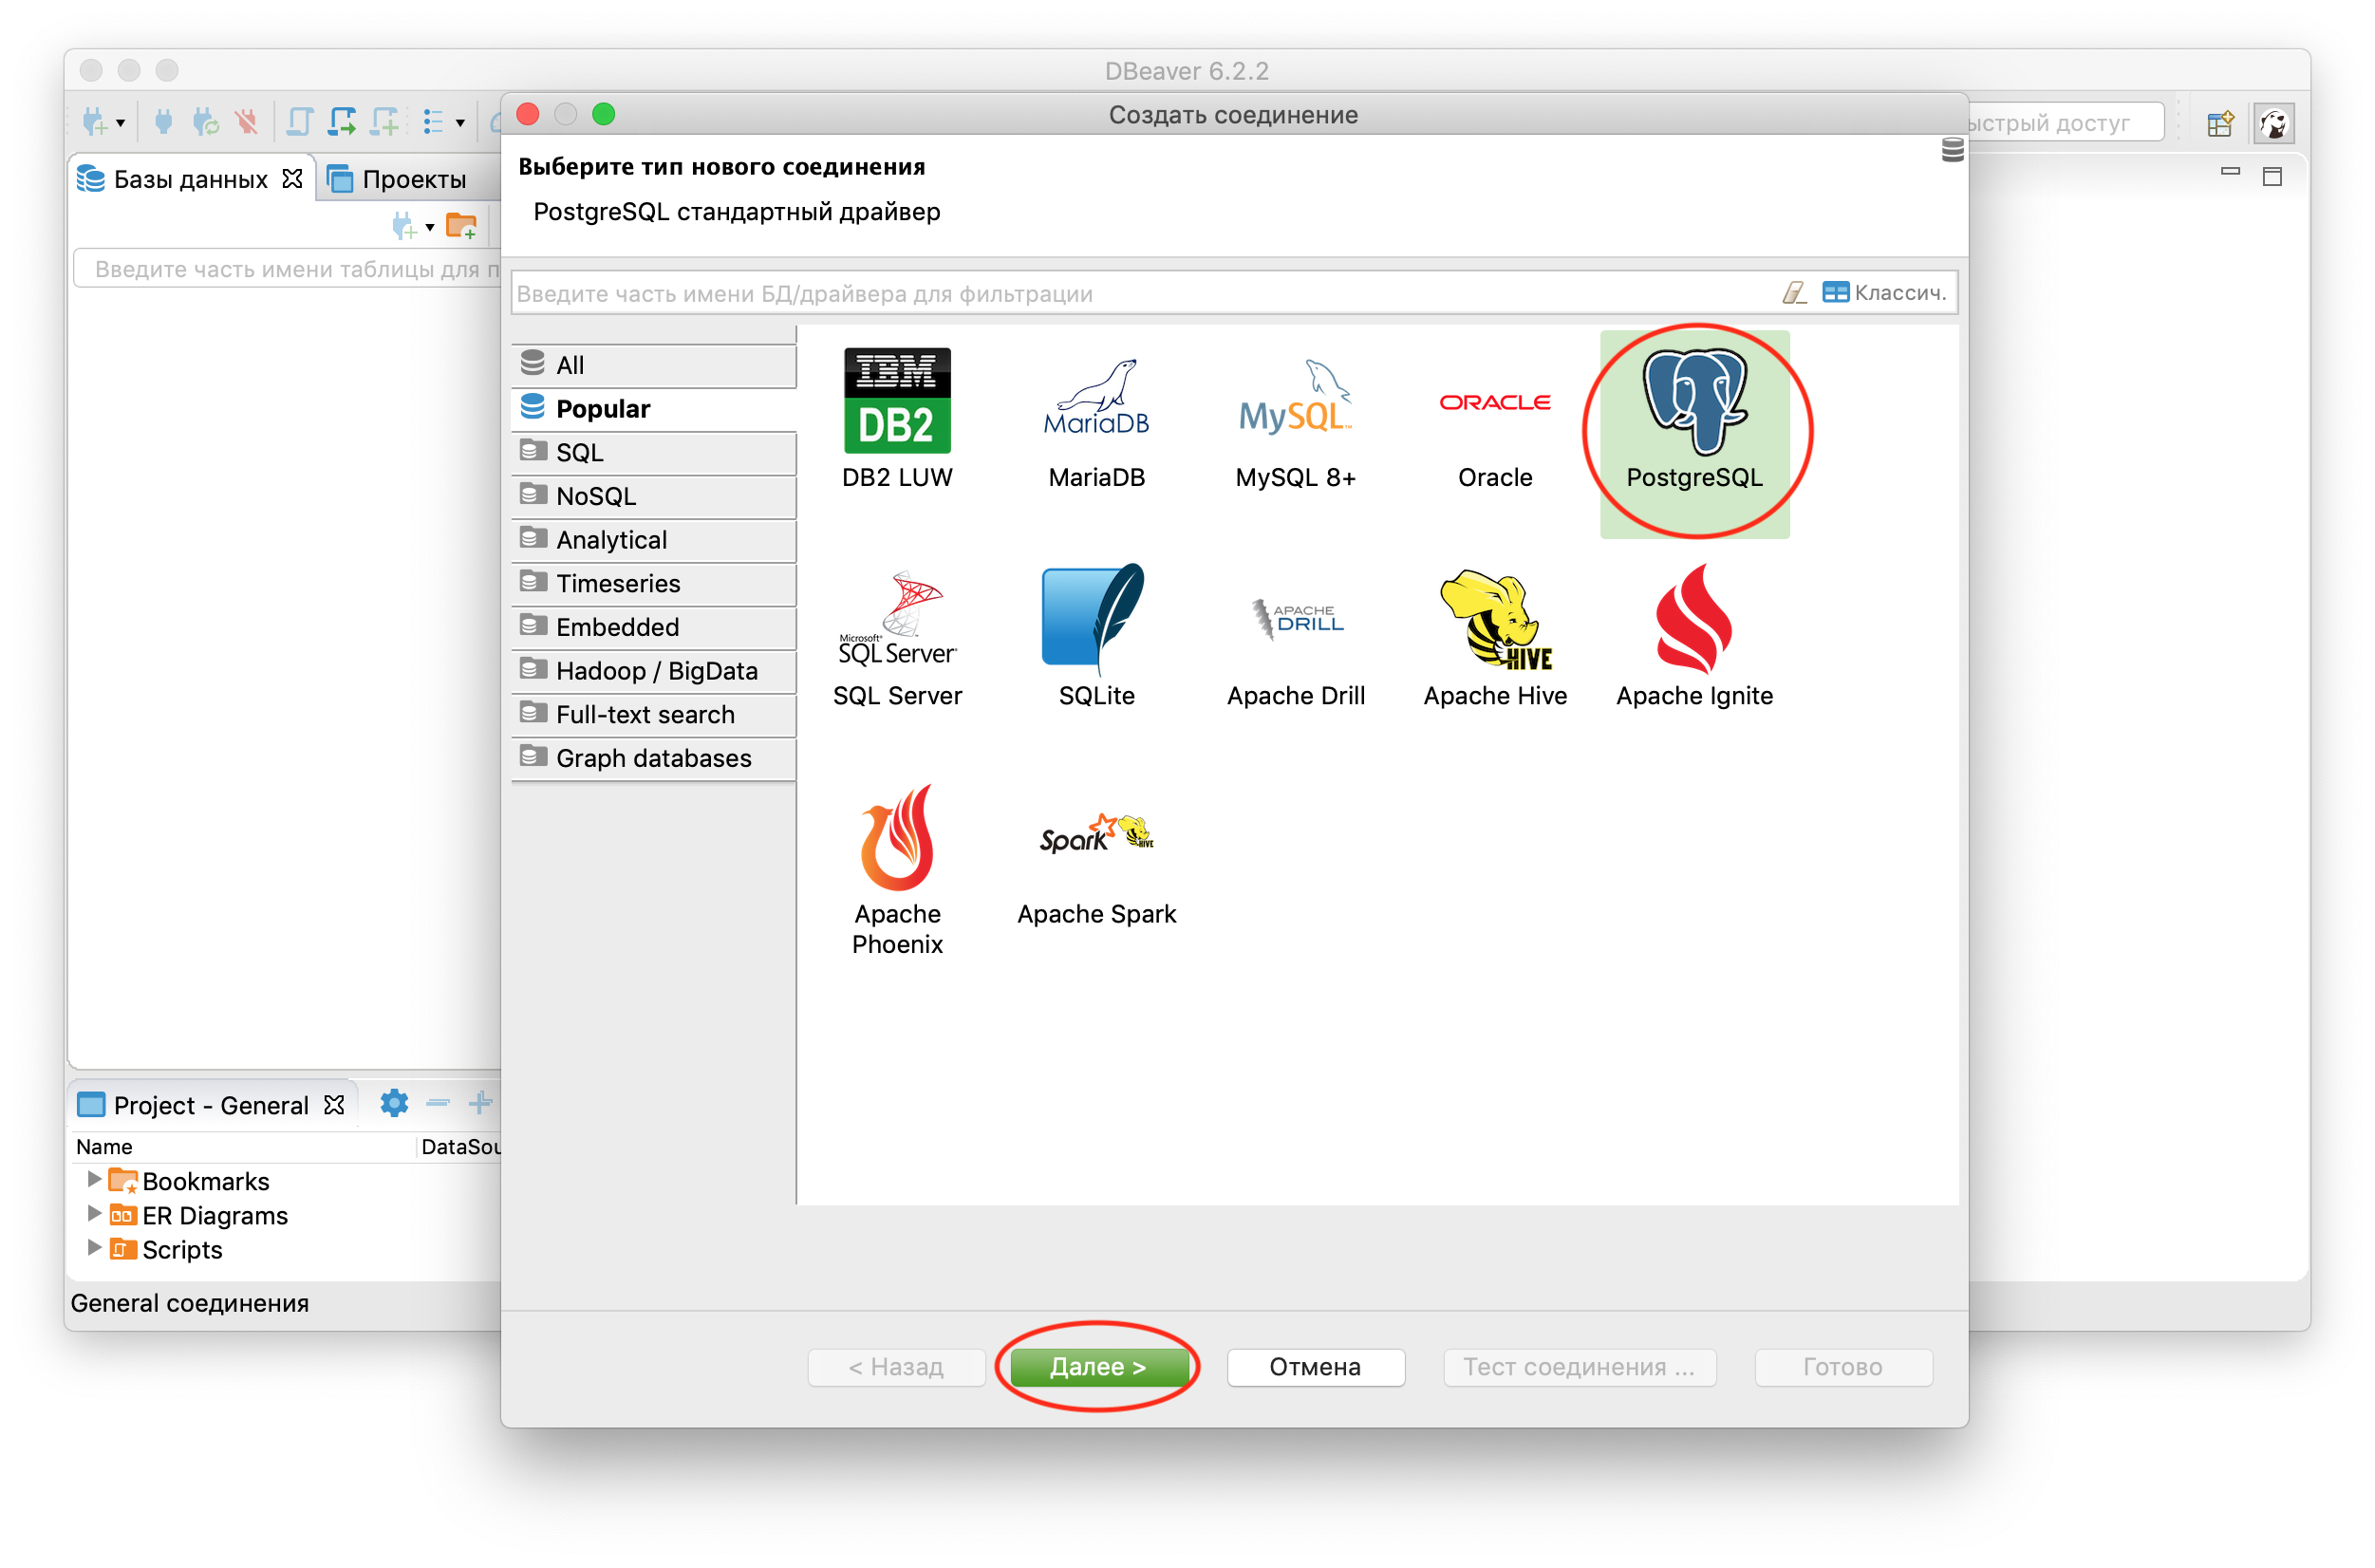 DBeaver 6.2.2
Создать соединение
ыстрый доступ
Базы данных
Проекты
Выберите тип нового соединения
PostgreSQL стандартный драйвер
Введите часть имени таблицы для п
Введите часть имени БД/драйвера для фильтрации
Классич.
All
Popular
SQL
NoSQL
Analytical
Timeseries
Embedded
Hadoop / BigData
Full-text search
Graph databases
IBM
DB2
DB2 LUW
MariaDB
MariaDB
MySQL™
MySQL 8+
ORACLE
Oracle
PostgreSQL
Microsoft®
SQL Server®
SQL Server
SQLite
APACHE
DRILL
Apache Drill
HIVE
Apache Hive
Apache Ignite
Apache
Phoenix
Spark
HIVE
Apache Spark
Project - General
Name
DataSou
Bookmarks
ER Diagrams
Scripts
General соединения
< Назад
Далее >
Отмена
Тест соединения ...
Готово